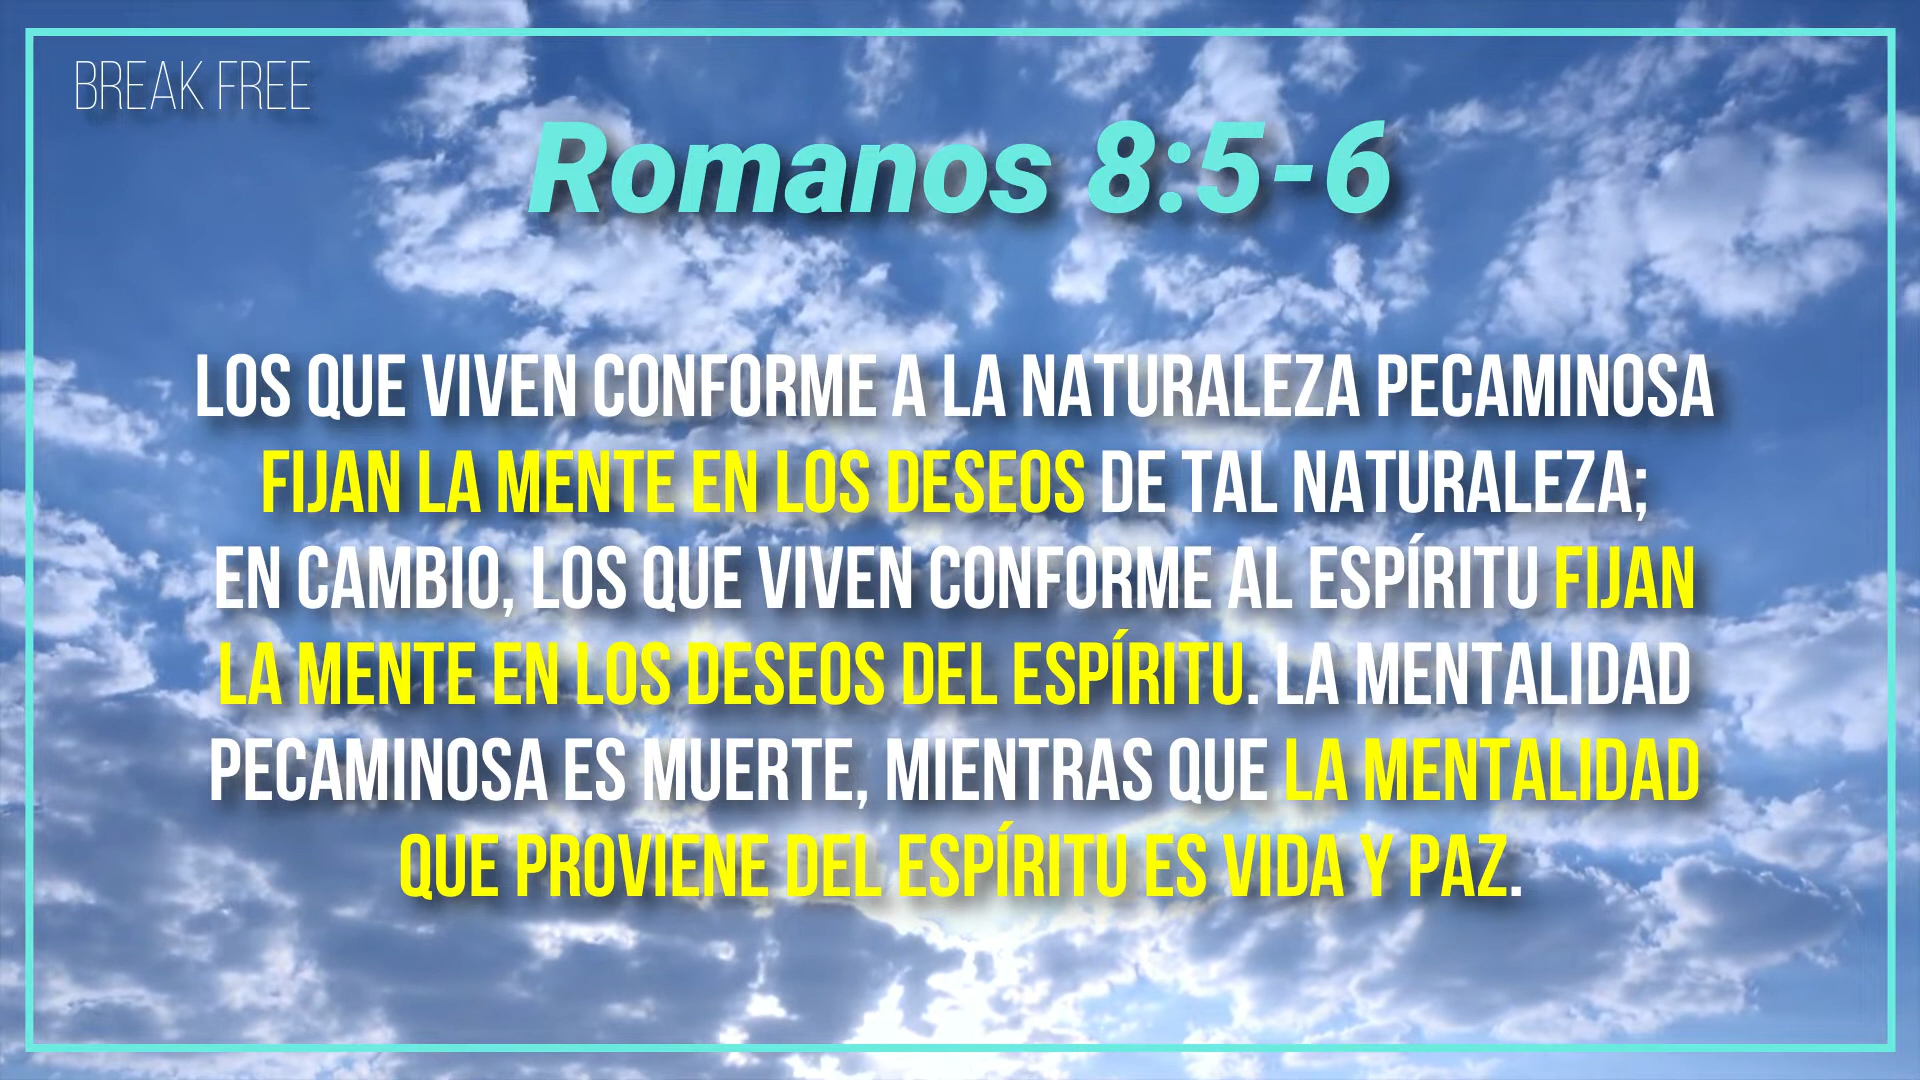 BREAK FREE
Romanos 8:5-6
LOS QUE VIVEN CONFORME A LA NATURALEZA PECAMINOSA
FIJAN LA MENTE EN LOS DESEOS DE TAL NATURALEZA;
EN CAMBIO, LOS QUE VIVEN CONFORME AL ESPÍRITU FIJAN
LA MENTE EN LOS DESEOS DEL ESPÍRITU. LA MENTALIDAD
PECAMINOSA ES MUERTE, MIENTRAS QUE LA MENTALIDAD
QUE PROVIENE DEL ESPÍRITU ES VIDA Y PAZ.